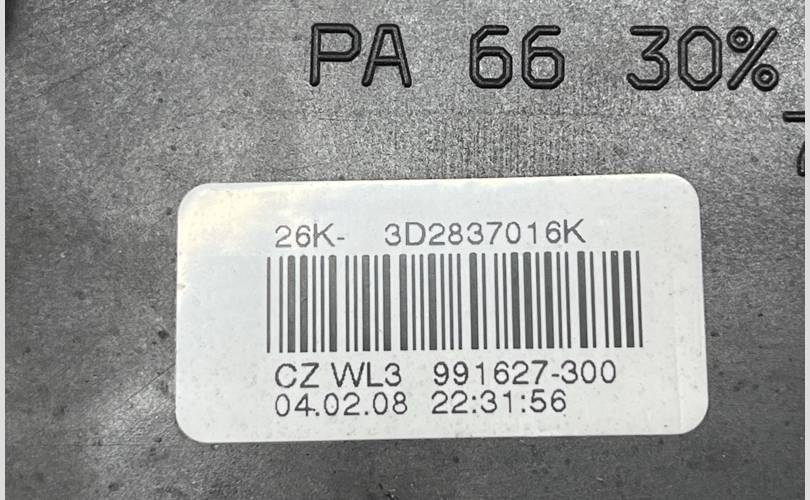 PA 66 30%
26K- 3D2837016K
CZ WL3 991627-300
04.02.08 22:31:56